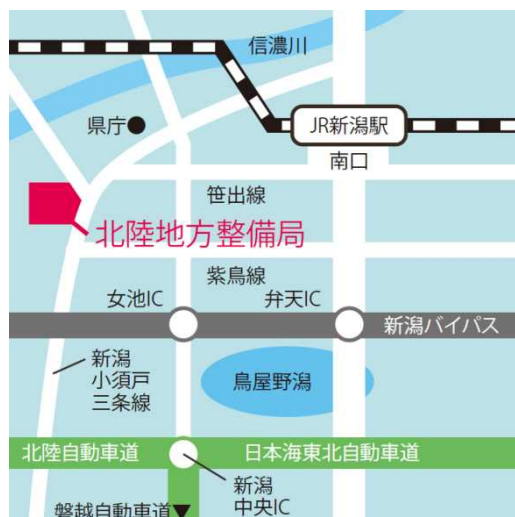 信濃川
県庁●
JR新潟駅
南口
笹出線
北陸地方整備局
紫鳥線
女池IC
弁天IC
新潟バイパス
新潟
小須戸
三条線
鳥屋野潟
北陸自動車道
日本海東北自動車道
新潟
中央IC
磐越自動車道▼